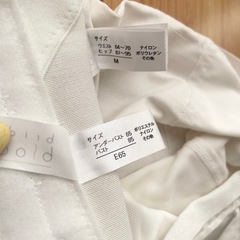 サイズ
ウエスト 64~70
ヒップ 87~95
M
ナイロン
ポリウレタン
その他
サイズ
アンダーバスト 65
バスト 85
E65
ポリエステル
ナイロン
その他